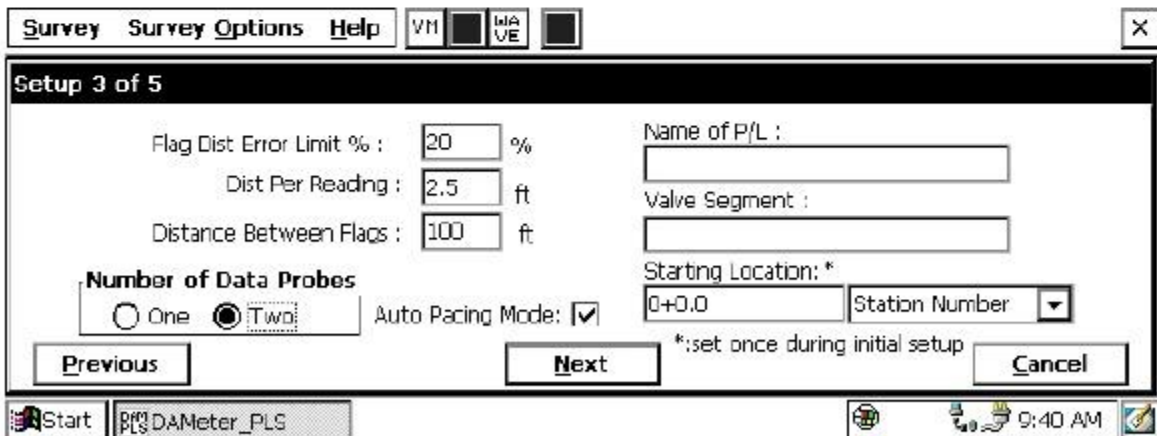 Survey Survey Options Help VM WA VE
Setup 3 of 5
Flag Dist Error Limit % : 20 %
Dist Per Reading : 2.5 ft
Distance Between Flags : 100 ft
Number of Data Probes
One Two
Auto Pacing Mode:
Name of P/L :
Valve Segment :
Starting Location: *
0+0.0 Station Number
*:set once during initial setup
Previous Next Cancel
Start DAMeter_PLS 9:40 AM